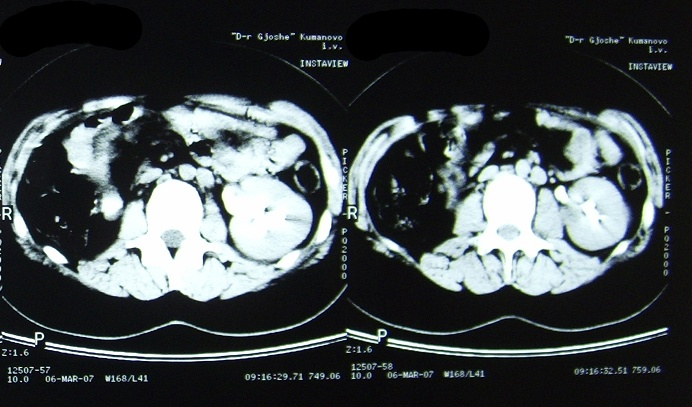 "D-r Gjoshe" Kumanovo
i.v.
INSTAVIEW
R
PICKER
PQ2000
P
Z:1.6
12507-57
10.0 06-MAR-07 W168/L41 09:16:29.71 749.06
"D-r Gjoshe" Kumanovo
i.v.
INSTAVIEW
R
PICKER - PQ2000
P
Z:1.6
12507-58
10.0 06-MAR-07 W168/L41 09:16:32.51 759.06